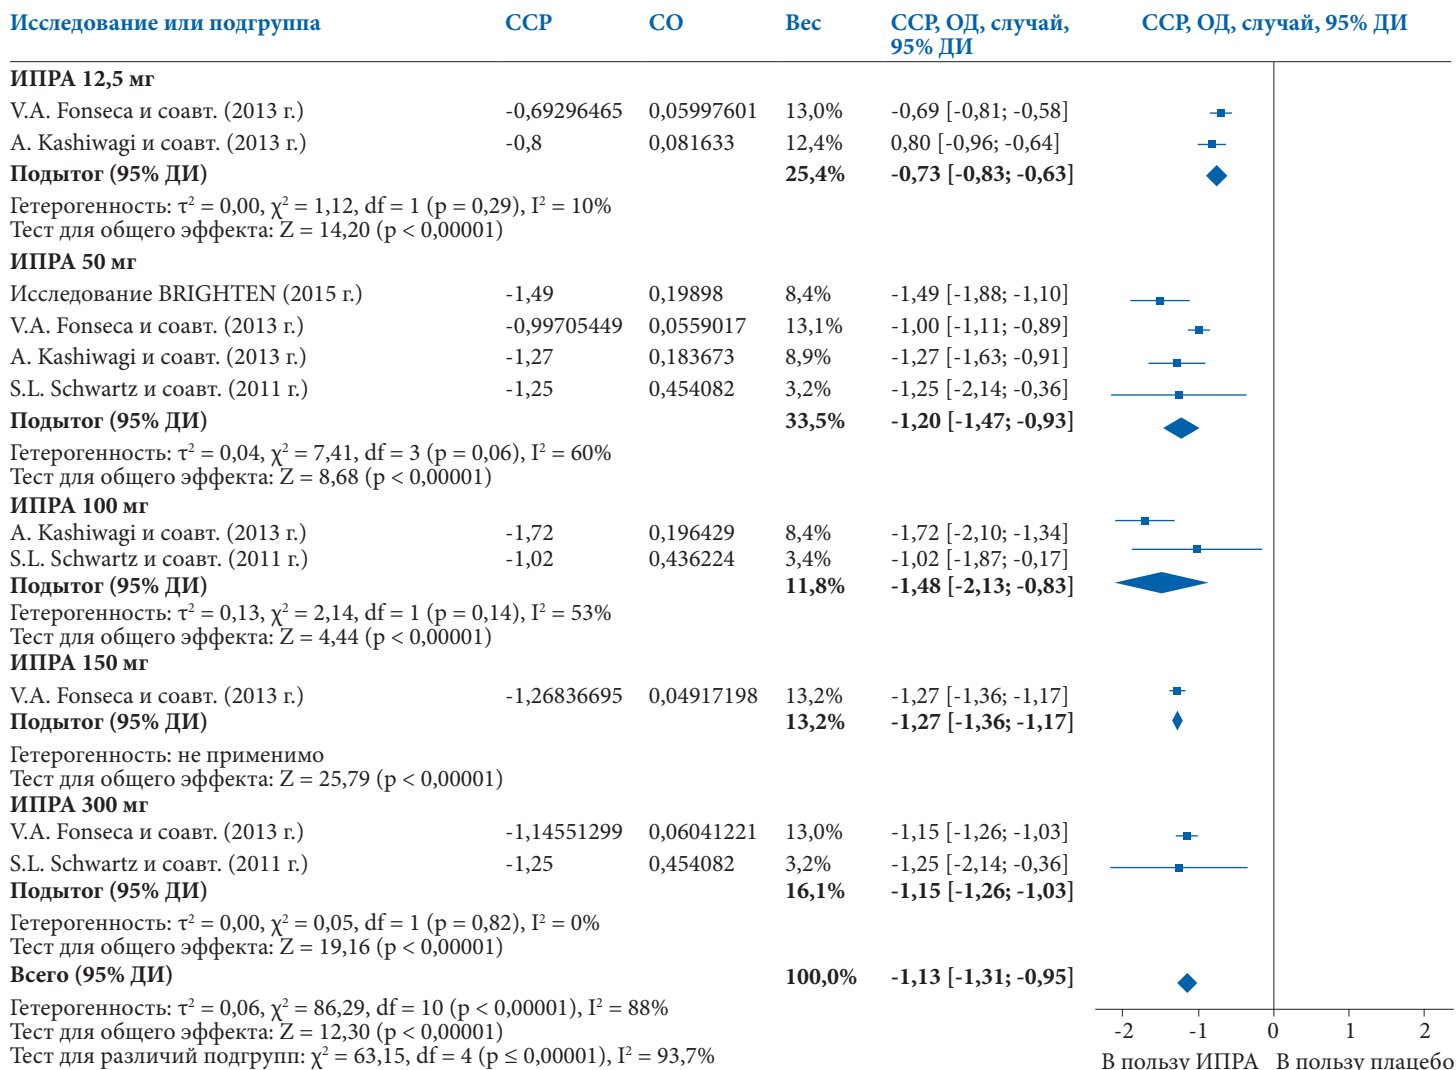 Исследование или подгруппа ССР СО Вес ССР, ОД, случай, 95% ДИ ССР, ОД, случай, 95% ДИ
ИПРА 12,5 мг
V.A. Fonseca и соавт. (2013 г.) -0,69296465 0,05997601 13,0% -0,69 [-0,81; -0,58]
A. Kashiwagi и соавт. (2013 г.) -0,8 0,081633 12,4% 0,80 [-0,96; -0,64]
Подытог (95% ДИ) 25,4% -0,73 [-0,83; -0,63]
Гетерогенность: τ² = 0,00, χ² = 1,12, df = 1 (p = 0,29), I² = 10%
Тест для общего эффекта: Z = 14,20 (p < 0,00001)
ИПРА 50 мг
Исследование BRIGHTEN (2015 г.) -1,49 0,19898 8,4% -1,49 [-1,88; -1,10]
V.A. Fonseca и соавт. (2013 г.) -0,99705449 0,0559017 13,1% -1,00 [-1,11; -0,89]
A. Kashiwagi и соавт. (2013 г.) -1,27 0,183673 8,9% -1,27 [-1,63; -0,91]
S.L. Schwartz и соавт. (2011 г.) -1,25 0,454082 3,2% -1,25 [-2,14; -0,36]
Подытог (95% ДИ) 33,5% -1,20 [-1,47; -0,93]
Гетерогенность: τ² = 0,04, χ² = 7,41, df = 3 (p = 0,06), I² = 60%
Тест для общего эффекта: Z = 8,68 (p < 0,00001)
ИПРА 100 мг
A. Kashiwagi и соавт. (2013 г.) -1,72 0,196429 8,4% -1,72 [-2,10; -1,34]
S.L. Schwartz и соавт. (2011 г.) -1,02 0,436224 3,4% -1,02 [-1,87; -0,17]
Подытог (95% ДИ) 11,8% -1,48 [-2,13; -0,83]
Гетерогенность: τ² = 0,13, χ² = 2,14, df = 1 (p = 0,14), I² = 53%
Тест для общего эффекта: Z = 4,44 (p < 0,00001)
ИПРА 150 мг
V.A. Fonseca и соавт. (2013 г.) -1,26836695 0,04917198 13,2% -1,27 [-1,36; -1,17]
Подытог (95% ДИ) 13,2% -1,27 [-1,36; -1,17]
Гетерогенность: не применимо
Тест для общего эффекта: Z = 25,79 (p < 0,00001)
ИПРА 300 мг
V.A. Fonseca и соавт. (2013 г.) -1,14551299 0,06041221 13,0% -1,15 [-1,26; -1,03]
S.L. Schwartz и соавт. (2011 г.) -1,25 0,454082 3,2% -1,25 [-2,14; -0,36]
Подытог (95% ДИ) 16,1% -1,15 [-1,26; -1,03]
Гетерогенность: τ² = 0,00, χ² = 0,05, df = 1 (p = 0,82), I² = 0%
Тест для общего эффекта: Z = 19,16 (p < 0,00001)
Всего (95% ДИ) 100,0% -1,13 [-1,31; -0,95]
Гетерогенность: τ² = 0,06, χ² = 86,29, df = 10 (p < 0,00001), I² = 88%
Тест для общего эффекта: Z = 12,30 (p < 0,00001)
Тест для различий подгрупп: χ² = 63,15, df = 4 (p ≤ 0,00001), I² = 93,7%
-2 -1 0 1 2
В пользу ИПРА В пользу плацебо